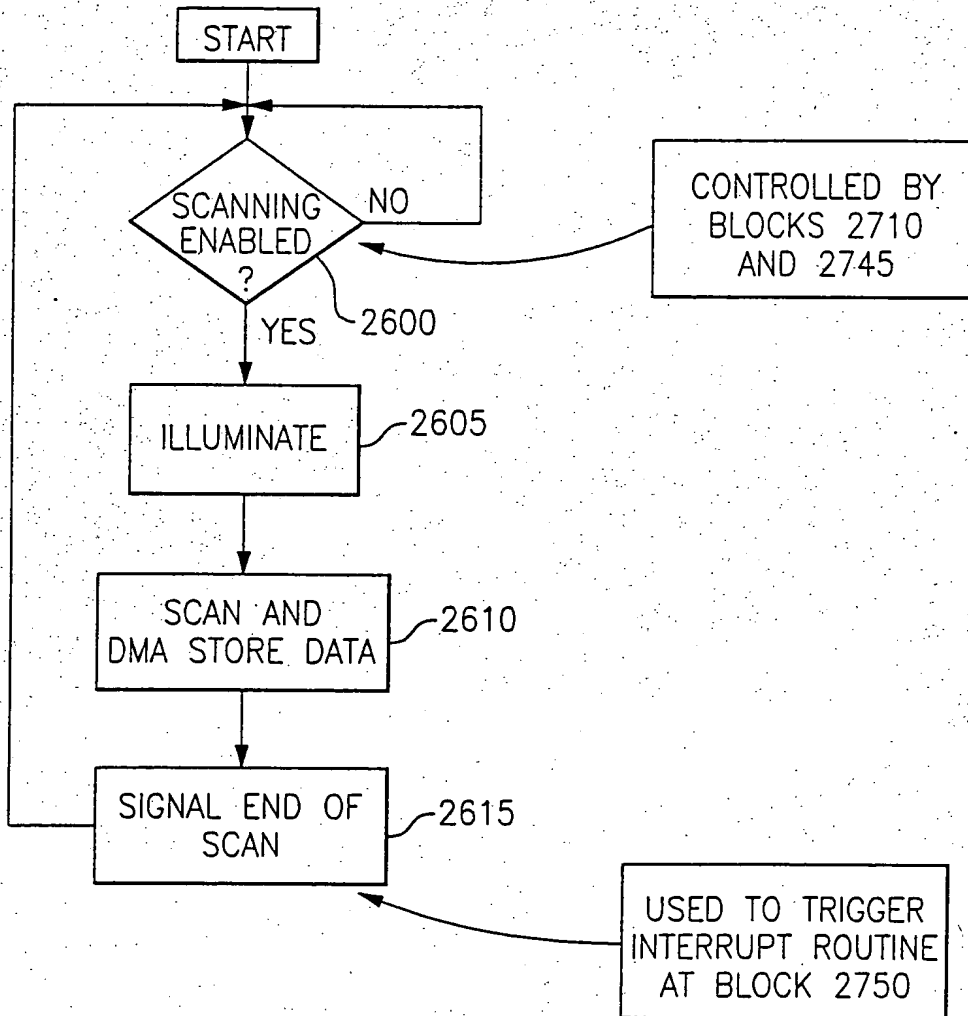 START
SCANNING
ENABLED
?
NO
YES
2600
CONTROLLED BY
BLOCKS 2710
AND 2745
ILLUMINATE
2605
SCAN AND
DMA STORE DATA
2610
SIGNAL END OF
SCAN
2615
USED TO TRIGGER
INTERRUPT ROUTINE
AT BLOCK 2750